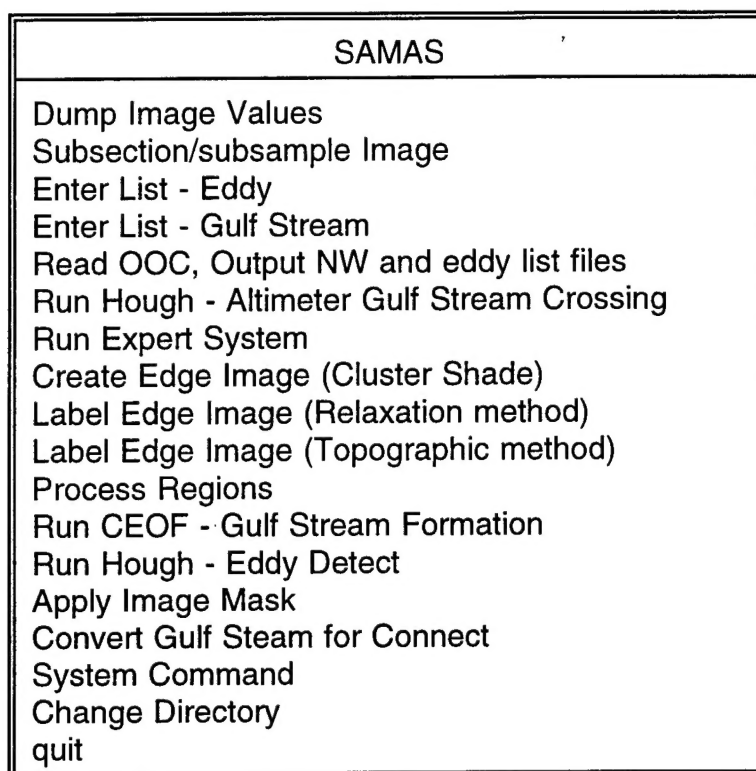 SAMAS
Dump Image Values
Subsection/subsample Image
Enter List - Eddy
Enter List - Gulf Stream
Read OOC, Output NW and eddy list files
Run Hough - Altimeter Gulf Stream Crossing
Run Expert System
Create Edge Image (Cluster Shade)
Label Edge Image (Relaxation method)
Label Edge Image (Topographic method)
Process Regions
Run CEOF - Gulf Stream Formation
Run Hough - Eddy Detect
Apply Image Mask
Convert Gulf Steam for Connect
System Command
Change Directory
quit